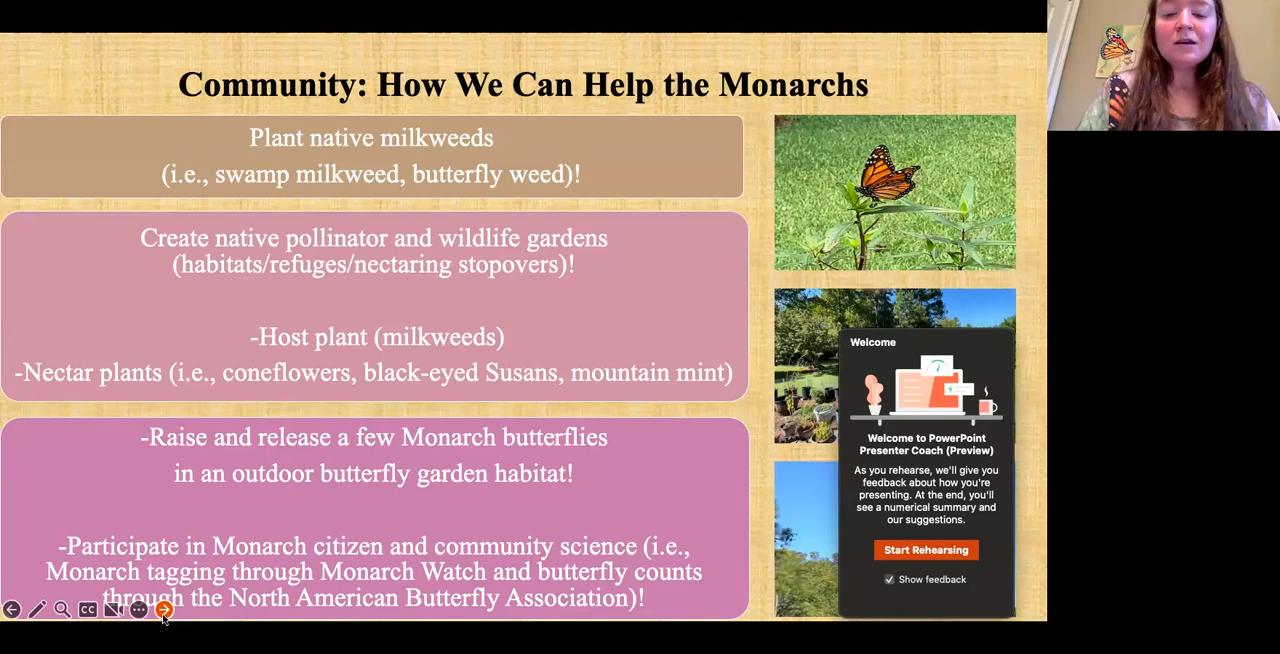 Community: How We Can Help the Monarchs
Plant native milkweeds
(i.e., swamp milkweed, butterfly weed)!
Create native pollinator and wildlife gardens
(habitats/refuges/nectaring stopovers)!
-Host plant (milkweeds)
-Nectar plants (i.e., coneflowers, black-eyed Susans, mountain mint)
-Raise and release a few Monarch butterflies
in an outdoor butterfly garden habitat!
-Participate in Monarch citizen and community science (i.e.,
Monarch tagging through Monarch Watch and butterfly counts
through the North American Butterfly Association)!
CC
Welcome
Welcome to PowerPoint
Presenter Coach (Preview)
As you rehearse, we'll give you
feedback about how you're
presenting. At the end, you'll
see a numerical summary and
our suggestions.
Start Rehearsing
Show feedback